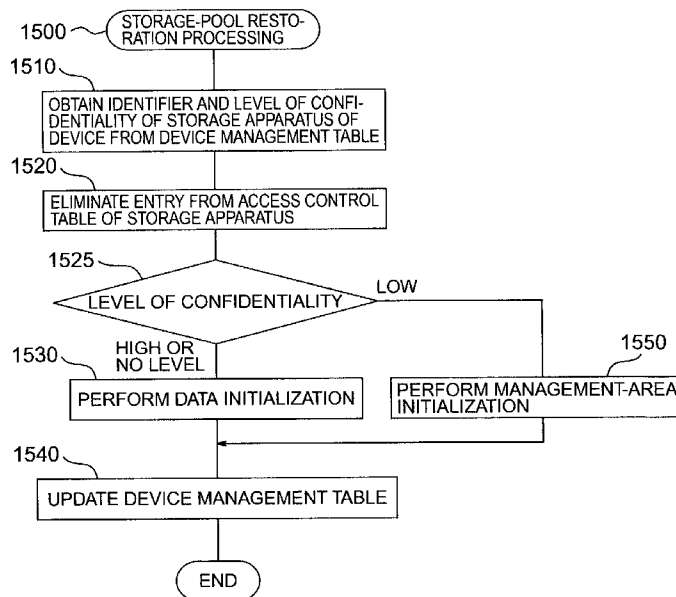 1500
STORAGE-POOL RESTO-
RATION PROCESSING
1510
OBTAIN IDENTIFIER AND LEVEL OF CONFI-
DENTIALITY OF STORAGE APPARATUS OF
DEVICE FROM DEVICE MANAGEMENT TABLE
1520
ELIMINATE ENTRY FROM ACCESS CONTROL
TABLE OF STORAGE APPARATUS
1525
LEVEL OF CONFIDENTIALITY
LOW
HIGH OR
NO LEVEL
1530
PERFORM DATA INITIALIZATION
1550
PERFORM MANAGEMENT-AREA
INITIALIZATION
1540
UPDATE DEVICE MANAGEMENT TABLE
END